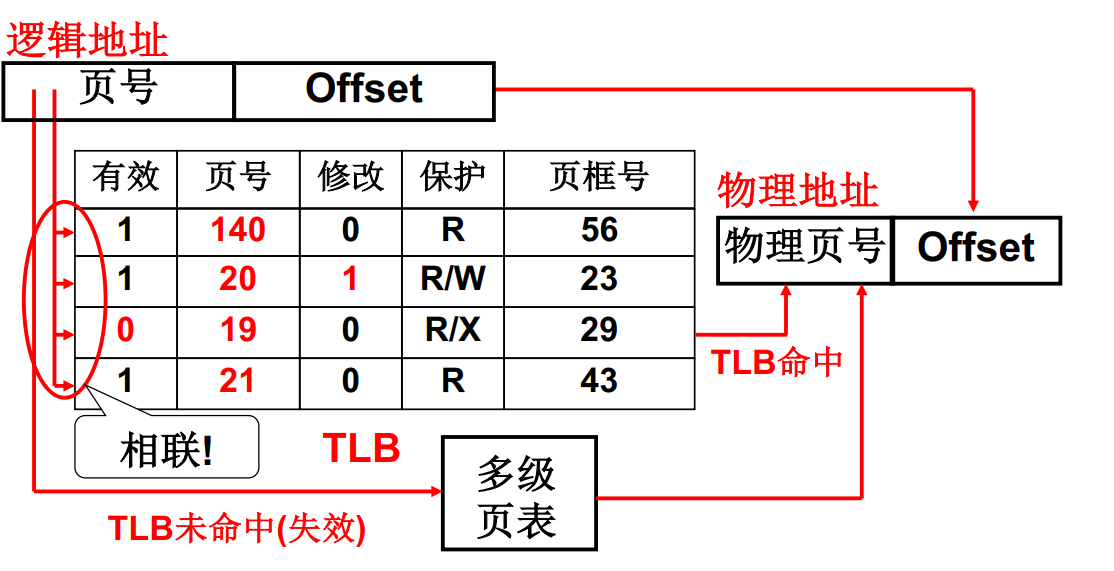 逻辑地址
页号 Offset
有效 页号 修改 保护 页框号
1 140 0 R 56
1 20 1 R/W 23
0 19 0 R/X 29
1 21 0 R 43
物理地址
物理页号 Offset
TLB命中
相联!
TLB
多级
页表
TLB未命中(失效)